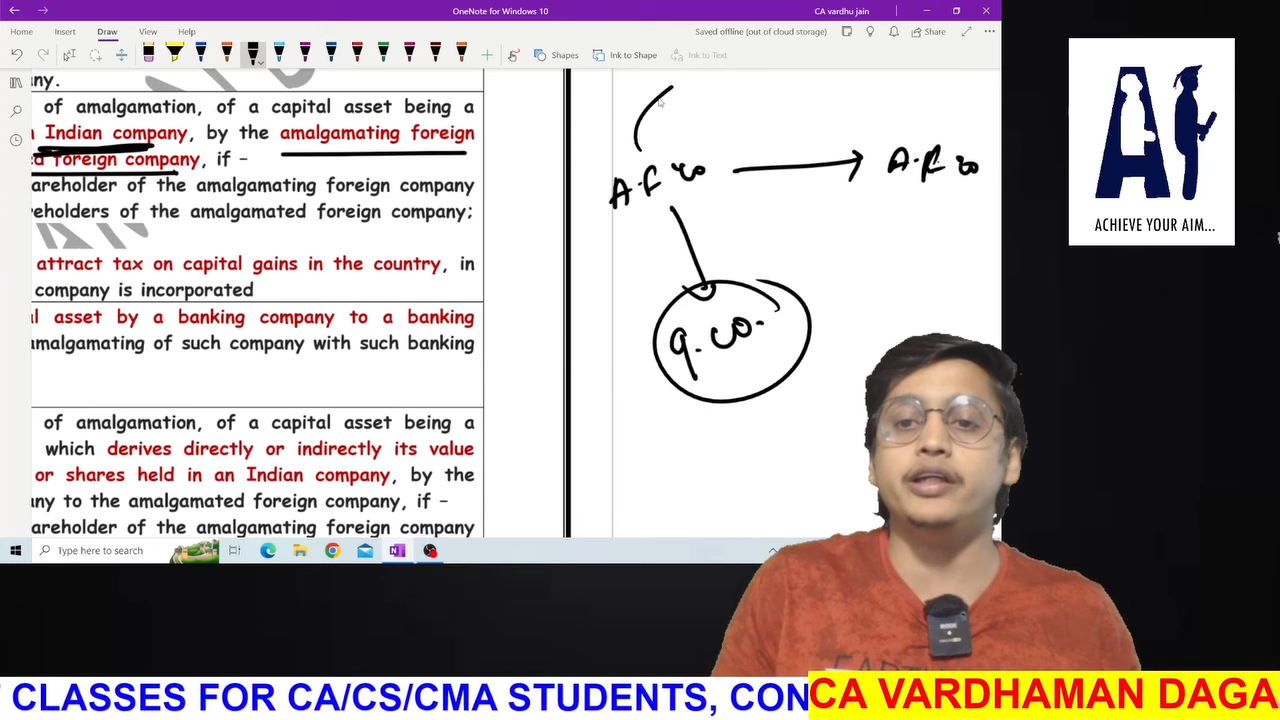 OneNote for Windows 10
CA vardhu jain
Home Insert Draw View Help
Saved offline (out of cloud storage)
Share
Shapes
Ink to Shape
Ink to Text
ny.
of amalgamation, of a capital asset being a
Indian company, by the amalgamating foreign
d foreign company, if -
areholder of the amalgamating foreign company
reholders of the amalgamated foreign company;
attract tax on capital gains in the country, in
company is incorporated
al asset by a banking company to a banking
amalgamating of such company with such banking
of amalgamation, of a capital asset being a
which derives directly or indirectly its value
or shares held in an Indian company, by the
ny to the amalgamated foreign company, if -
areholder of the amalgamating foreign company
A.F co
A.F co
co.
ACHIEVE YOUR AIM...
Type here to search
CLASSES FOR CA/CS/CMA STUDENTS, CON
CA VARDHAMAN DAGA